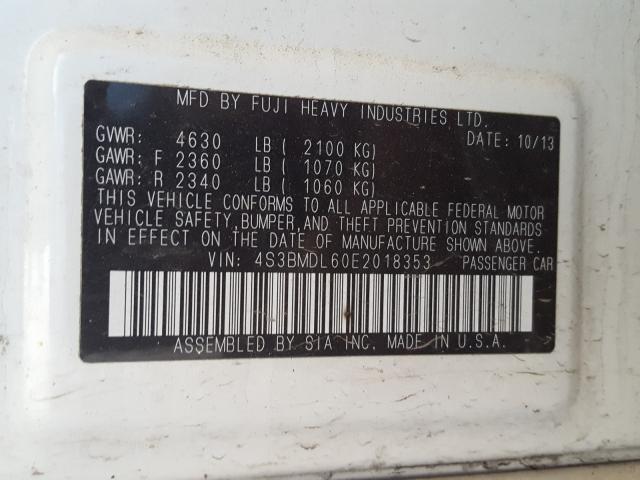 MFD BY FUJI HEAVY INDUSTRIES LTD.
DATE: 10/13
GVWR: 4630 LB ( 2100 KG)
GAWR: F 2360 LB ( 1070 KG)
GAWR: R 2340 LB ( 1060 KG)
THIS VEHICLE CONFORMS TO ALL APPLICABLE FEDERAL MOTOR
VEHICLE SAFETY, BUMPER, AND THEFT PREVENTION STANDARDS
IN EFFECT ON THE DATE OF MANUFACTURE SHOWN ABOVE.
VIN: 4S3BMDL60E2018353 PASSENGER CAR
ASSEMBLED BY SIA INC. MADE IN U.S.A.